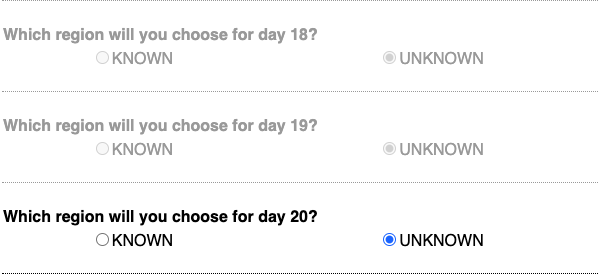 Which region will you choose for day 18?
KNOWN UNKNOWN
Which region will you choose for day 19?
KNOWN UNKNOWN
Which region will you choose for day 20?
KNOWN UNKNOWN